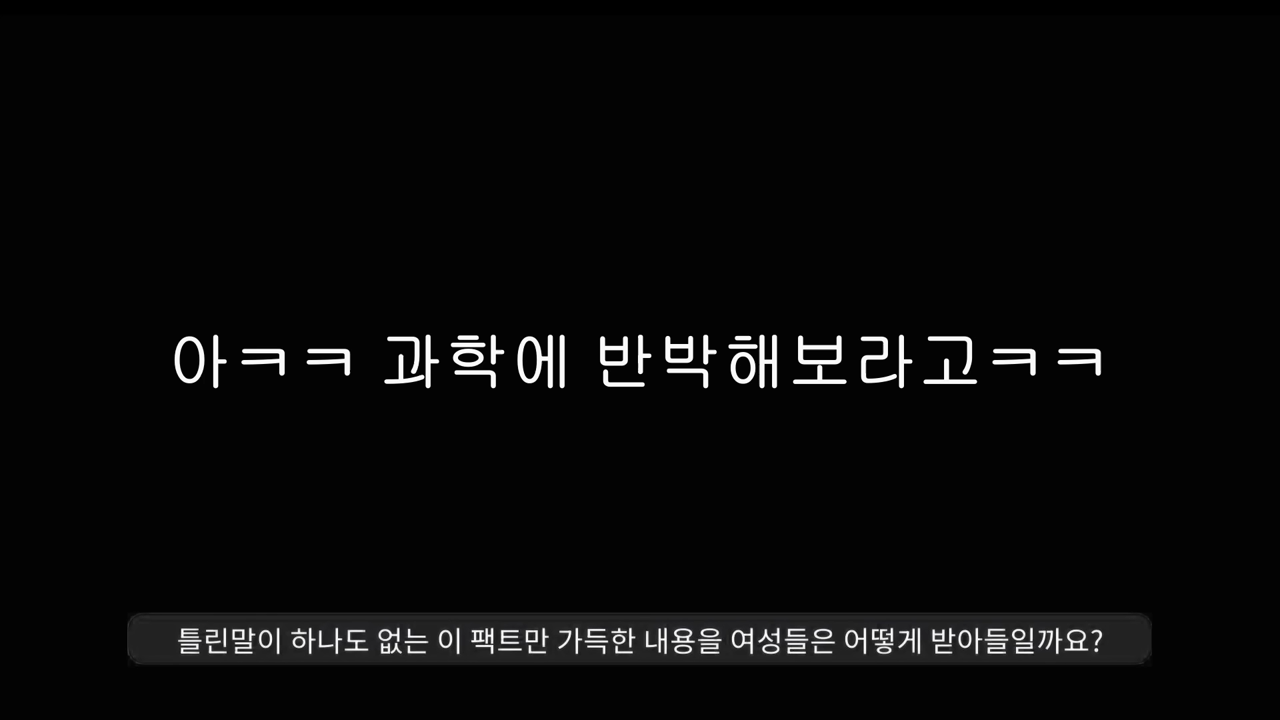 아ㅋㅋ 과학에 반박해보라고ㅋㅋ
틀린말이 하나도 없는 이 팩트만 가득한 내용을 여성들은 어떻게 받아들일까요?